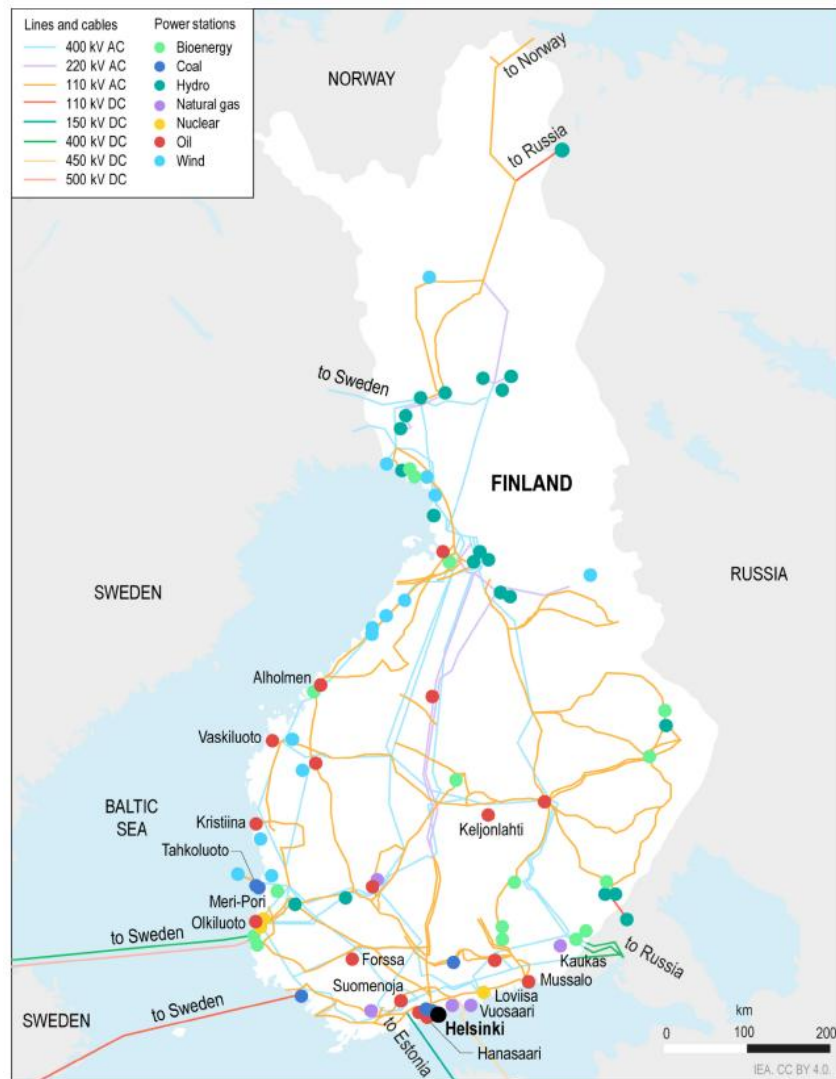 Lines and cables
400 kV AC
220 kV AC
110 kV AC
110 kV DC
150 kV DC
400 kV DC
450 kV DC
500 kV DC
Power stations
Bioenergy
Coal
Hydro
Natural gas
Nuclear
Oil
Wind
NORWAY
to Norway
to Russia
to Sweden
FINLAND
SWEDEN
RUSSIA
Alholmen
Vaskiluoto
BALTIC
SEA
Kristiina
Keljonlahti
Tahkoluoto
Meri-Pori
Olkiluoto
to Sweden
Forssa
Kaukas
to Russia
Suomenoja
Mussalo
Loviisa
to Sweden
Vuosaari
SWEDEN
Helsinki
to Estonia
Hanasaari
km
0 100 200
IEA. CC BY 4.0.